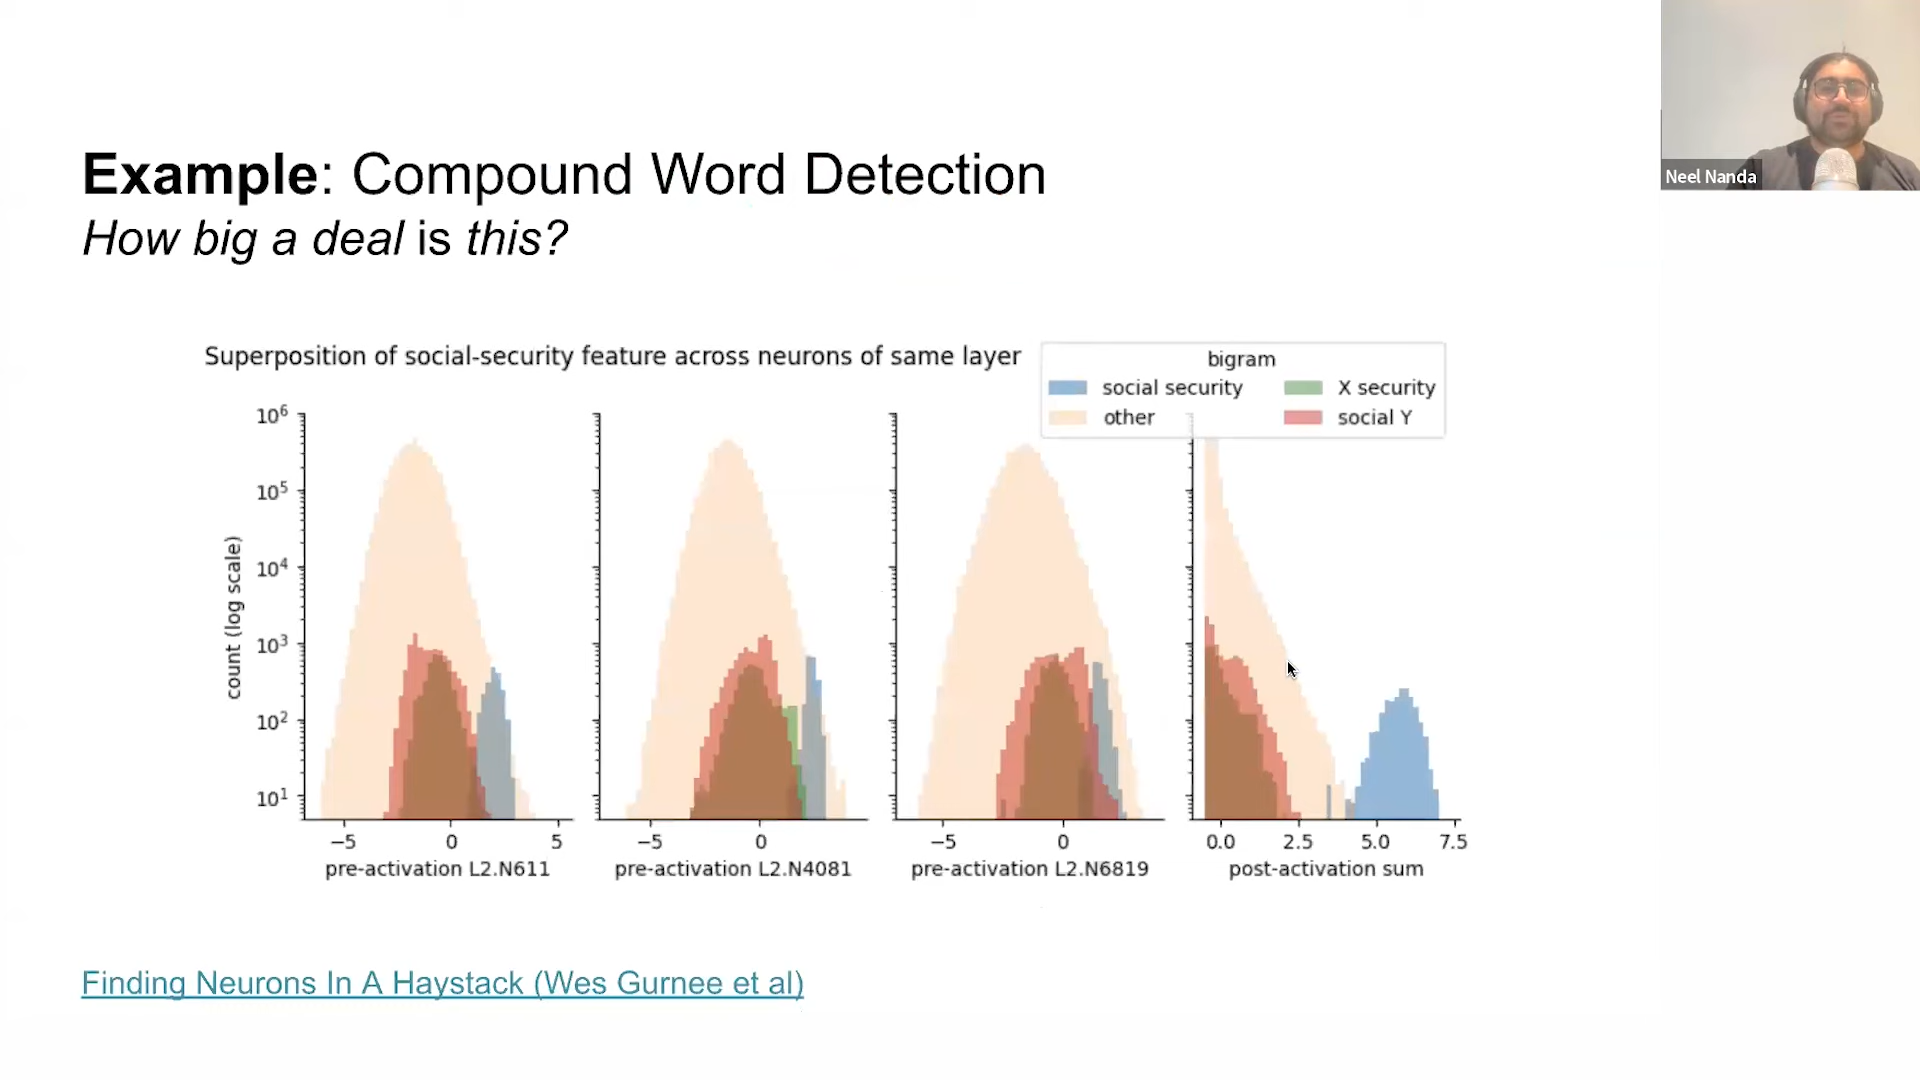 Neel Nanda
Example: Compound Word Detection
How big a deal is this?
Superposition of social-security feature across neurons of same layer
bigram
social security
X security
other
social Y
count (log scale)
10⁶
10⁵
10⁴
10³
10²
10¹
−5 0 5
−5 0
−5 0
0.0 2.5 5.0 7.5
pre-activation L2.N611
pre-activation L2.N4081
pre-activation L2.N6819
post-activation sum
Finding Neurons In A Haystack (Wes Gurnee et al)